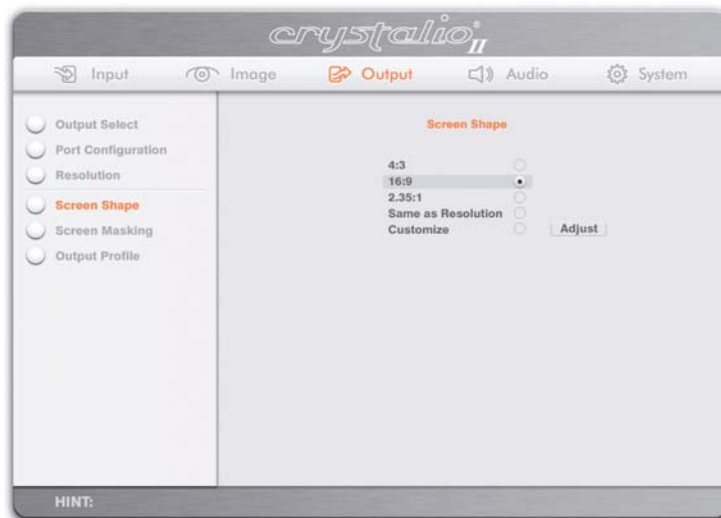 crystalio II
Input Image Output Audio System
Output Select
Port Configuration
Resolution
Screen Shape
Screen Masking
Output Profile
Screen Shape
4:3
16:9
2.35:1
Same as Resolution
Customize Adjust
HINT: